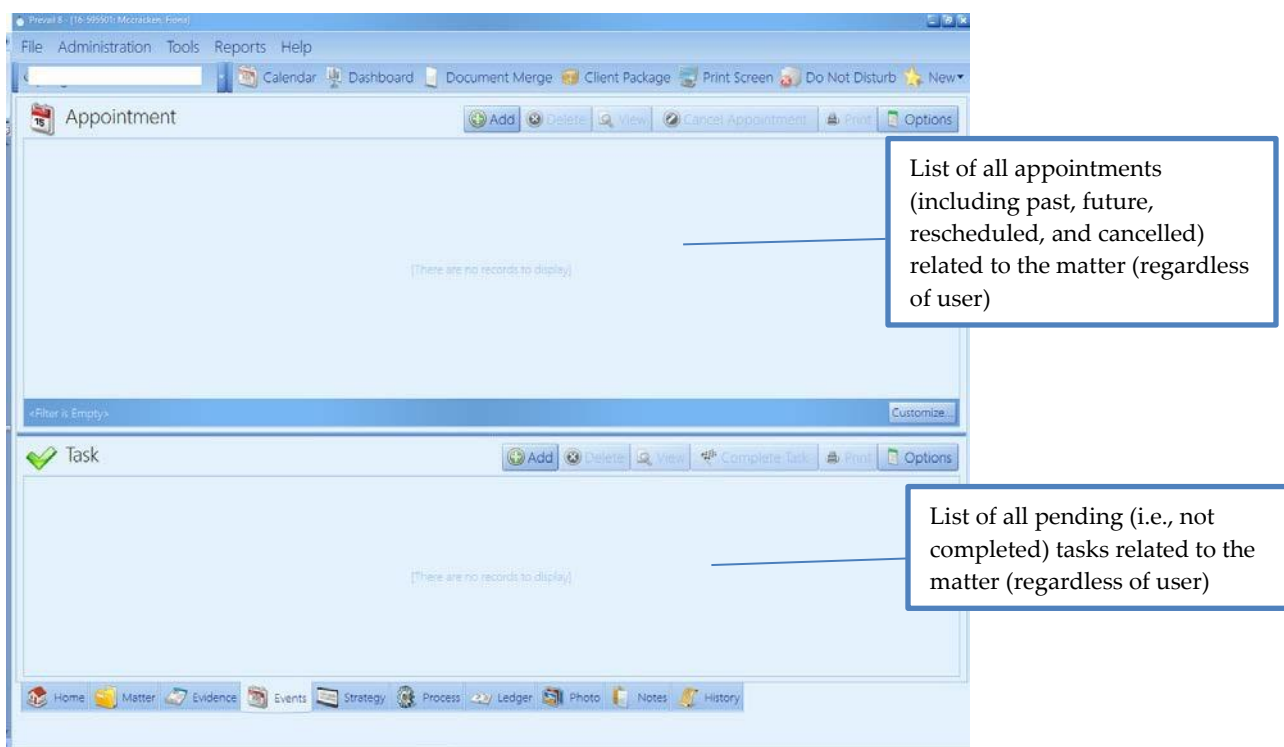 Prevail 8 - [16-595501: Mccracken, Fiona]
File Administration Tools Reports Help
Calendar Dashboard Document Merge Client Package Print Screen Do Not Disturb New
15 Appointment Add Delete View Cancel Appointment Print Options
[There are no records to display]
<Filter is Empty> Customize...
List of all appointments
(including past, future,
rescheduled, and cancelled)
related to the matter (regardless
of user)
Task Add Delete View Complete Task Print Options
[There are no records to display]
List of all pending (i.e., not
completed) tasks related to the
matter (regardless of user)
Home Matter Evidence Events Strategy Process Ledger Photo Notes History